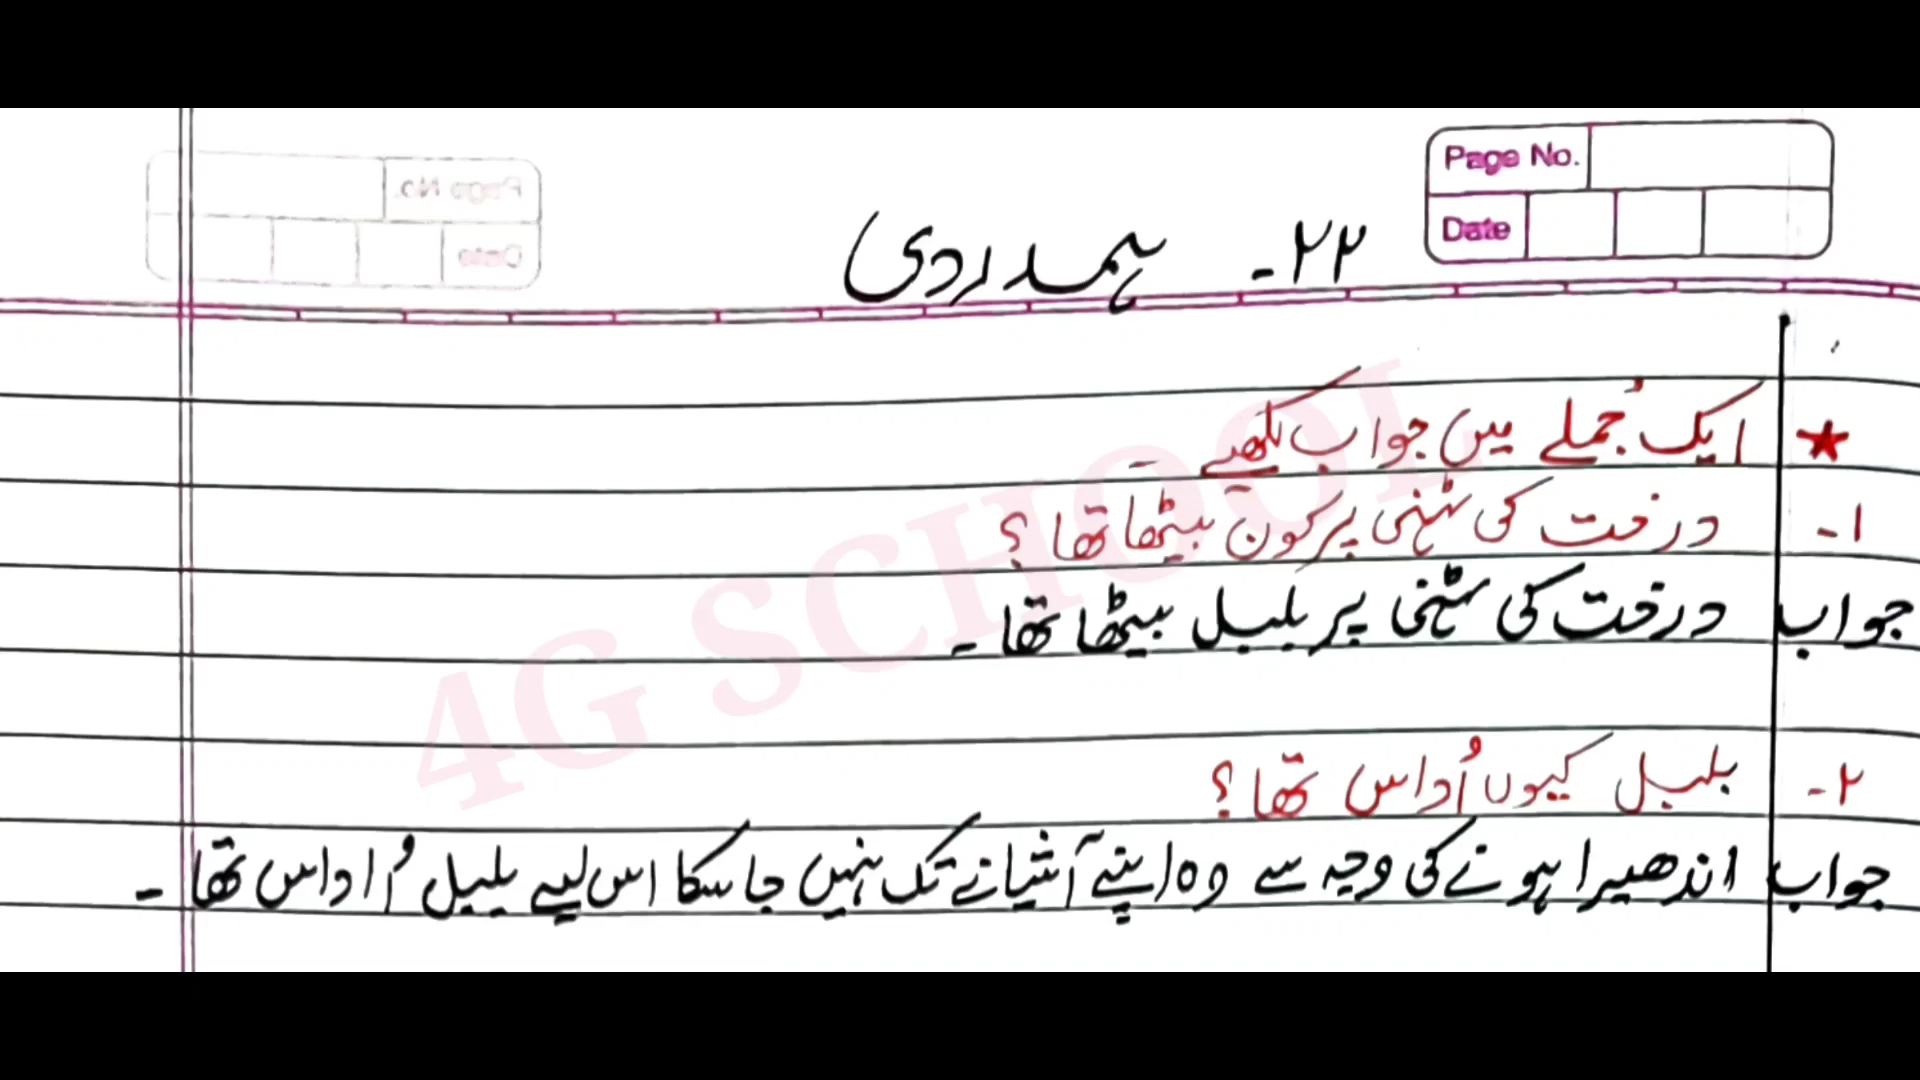 Page No.
Date
۲۲۔ ہمدردی
★ ایک جُملے میں جواب لکھیے ۔
۱۔ درخت کی ٹہنی پر کون بیٹھا تھا ؟
جواب درخت کی ٹہنی پر بلبل بیٹھا تھا ۔
۲۔ بلبل کیوں اُداس تھا ؟
جواب اندھیرا ہونے کی وجہ سے وہ اپنے آشیانے تک نہیں جا سکا اس لیے بلبل اُداس تھا ۔
4G SCHOOL